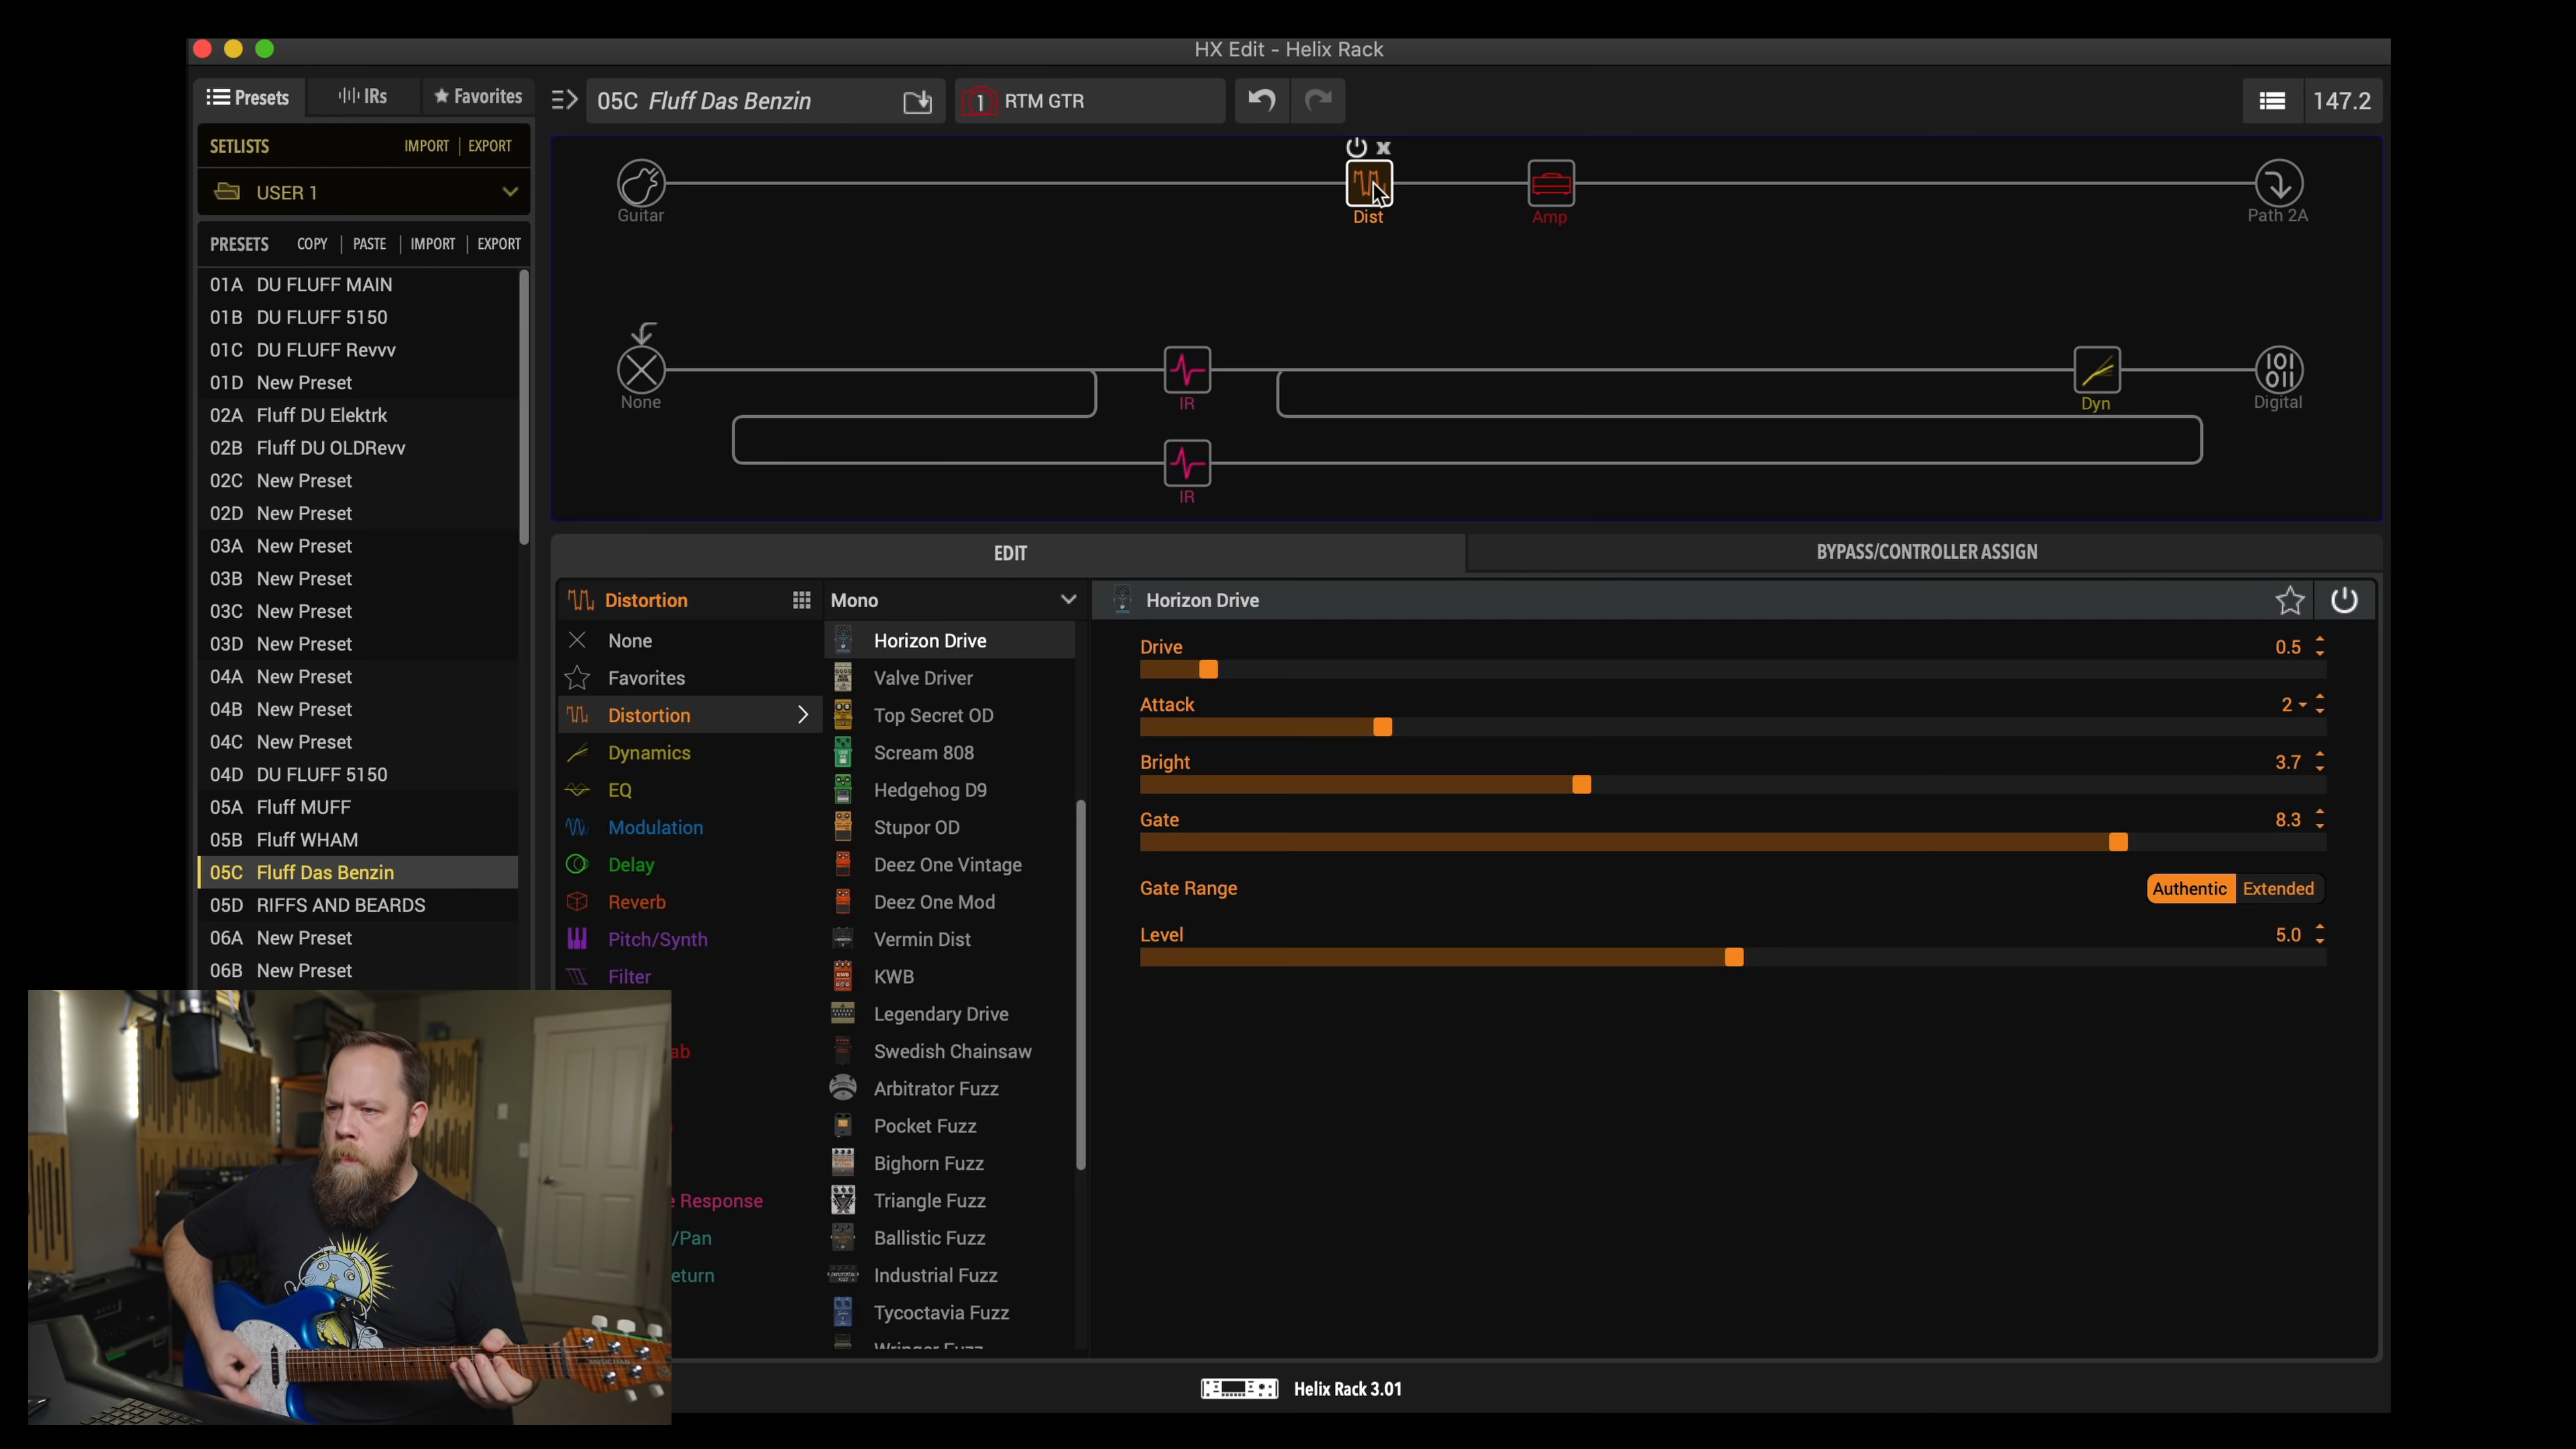 HX Edit - Helix Rack
Presets
IRs
Favorites
05C Fluff Das Benzin
1 RTM GTR
147.2
SETLISTS
IMPORT | EXPORT
USER 1
PRESETS
COPY | PASTE | IMPORT | EXPORT
01A DU FLUFF MAIN
01B DU FLUFF 5150
01C DU FLUFF Revvv
01D New Preset
02A Fluff DU Elektrk
02B Fluff DU OLDRevv
02C New Preset
02D New Preset
03A New Preset
03B New Preset
03C New Preset
03D New Preset
04A New Preset
04B New Preset
04C New Preset
04D DU FLUFF 5150
05A Fluff MUFF
05B Fluff WHAM
05C Fluff Das Benzin
05D RIFFS AND BEARDS
06A New Preset
06B New Preset
Guitar
Dist
Amp
Path 2A
None
IR
Dyn
Digital
IR
EDIT
BYPASS/CONTROLLER ASSIGN
Distortion
None
Favorites
Distortion
Dynamics
EQ
Modulation
Delay
Reverb
Pitch/Synth
Filter
ab
e Response
/Pan
eturn
Mono
Horizon Drive
Valve Driver
Top Secret OD
Scream 808
Hedgehog D9
Stupor OD
Deez One Vintage
Deez One Mod
Vermin Dist
KWB
Legendary Drive
Swedish Chainsaw
Arbitrator Fuzz
Pocket Fuzz
Bighorn Fuzz
Triangle Fuzz
Ballistic Fuzz
Industrial Fuzz
Tycoctavia Fuzz
Horizon Drive
Drive 0.5
Attack 2
Bright 3.7
Gate 8.3
Gate Range Authentic Extended
Level 5.0
Helix Rack 3.01